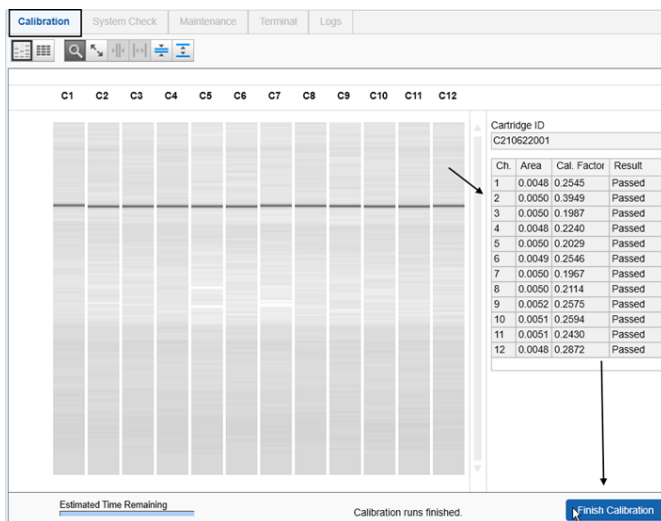 Calibration System Check Maintenance Terminal Logs
C1 C2 C3 C4 C5 C6 C7 C8 C9 C10 C11 C12
Cartridge ID
C210622001
Ch. Area Cal. Factor Result
1 0.0048 0.2545 Passed
2 0.0050 0.3949 Passed
3 0.0050 0.1987 Passed
4 0.0048 0.2240 Passed
5 0.0050 0.2029 Passed
6 0.0049 0.2546 Passed
7 0.0050 0.1967 Passed
8 0.0050 0.2114 Passed
9 0.0052 0.2575 Passed
10 0.0051 0.2594 Passed
11 0.0051 0.2430 Passed
12 0.0048 0.2872 Passed
Estimated Time Remaining
Calibration runs finished.
Finish Calibration